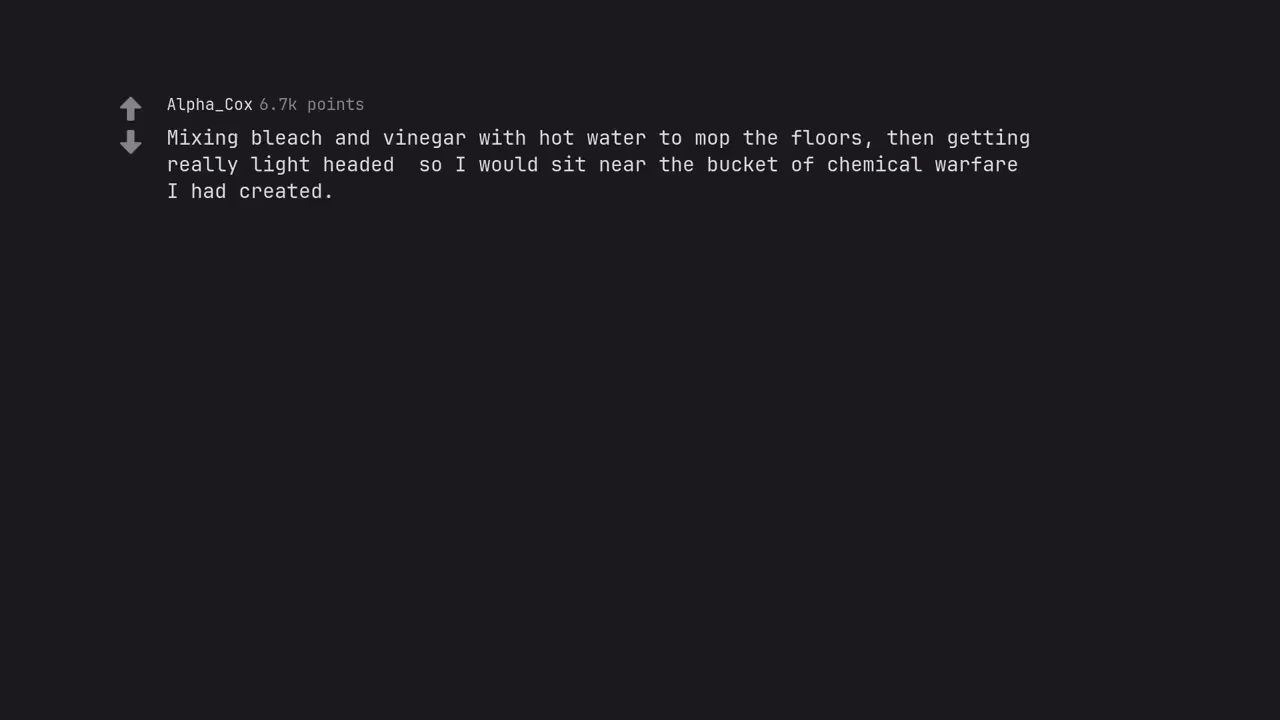 Alpha_Cox 6.7k points
Mixing bleach and vinegar with hot water to mop the floors, then getting
really light headed  so I would sit near the bucket of chemical warfare
I had created.